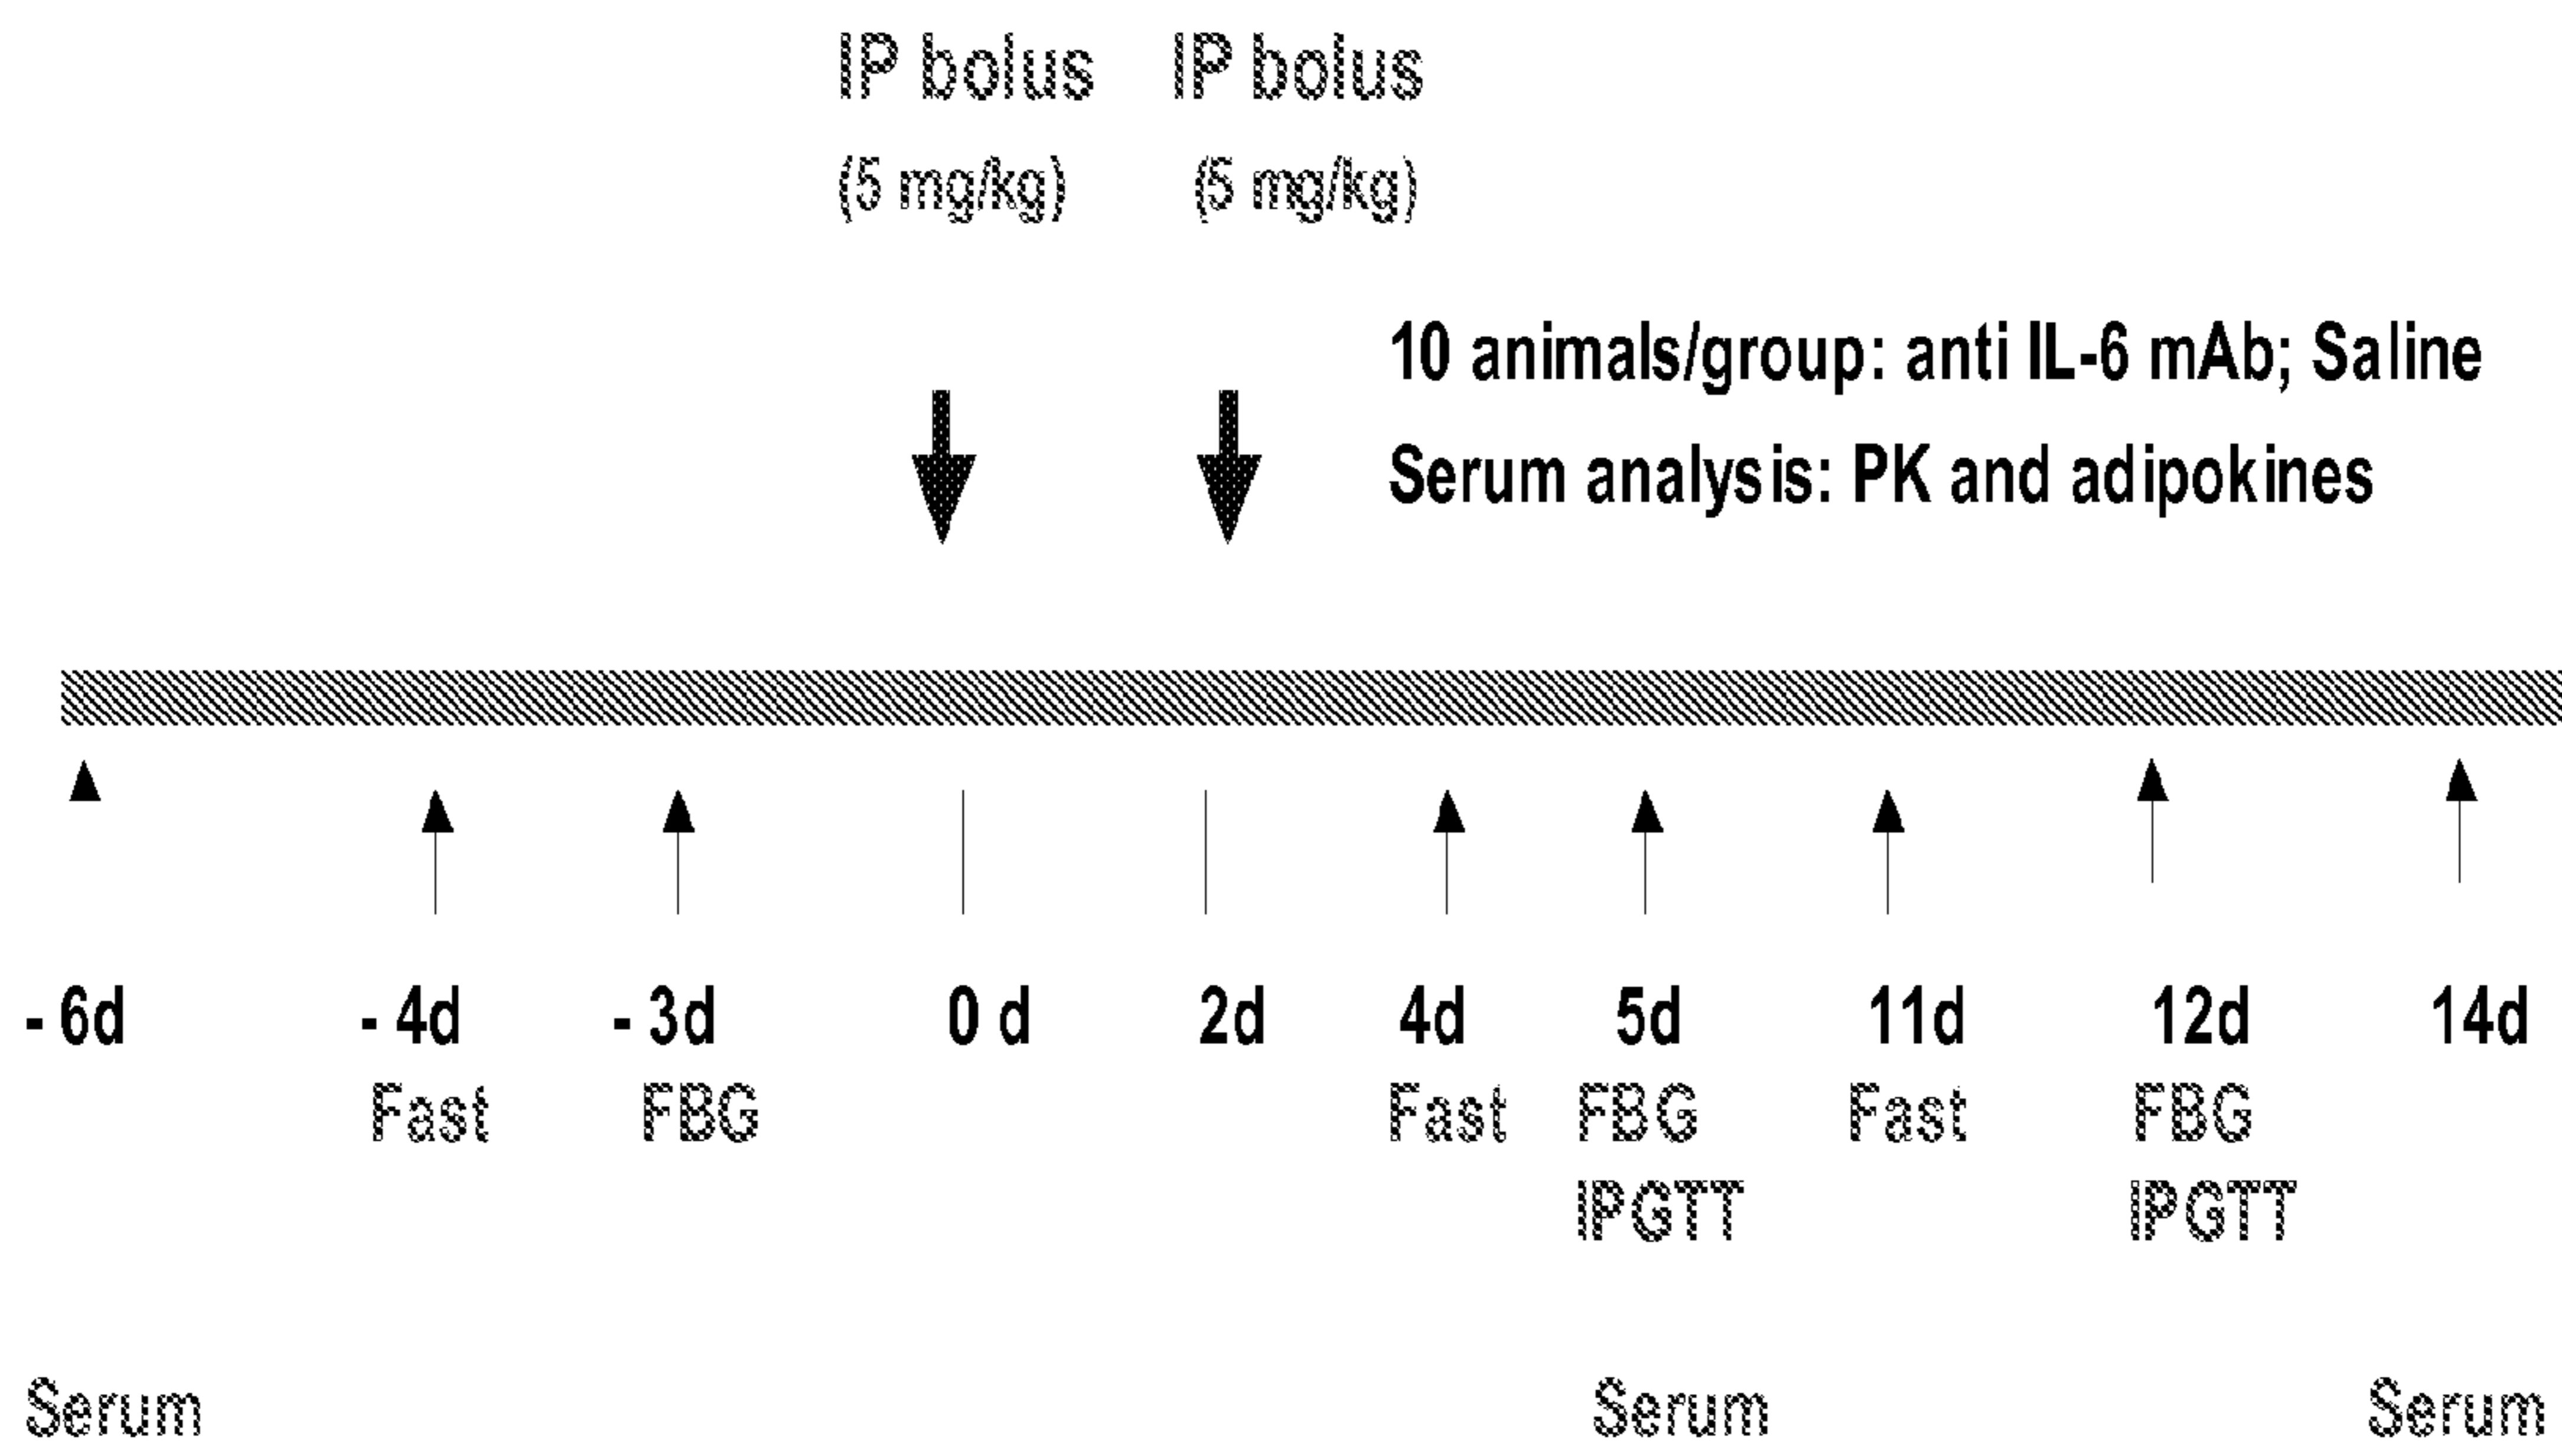 IP bolus IP bolus
(5 mg/kg) (5 mg/kg)
10 animals/group: anti IL-6 mAb; Saline
Serum analysis: PK and adipokines
- 6d - 4d - 3d 0 d 2d 4d 5d 11d 12d 14d
Fast FBG Fast FBG Fast FBG
IPGTT IPGTT
Serum Serum Serum